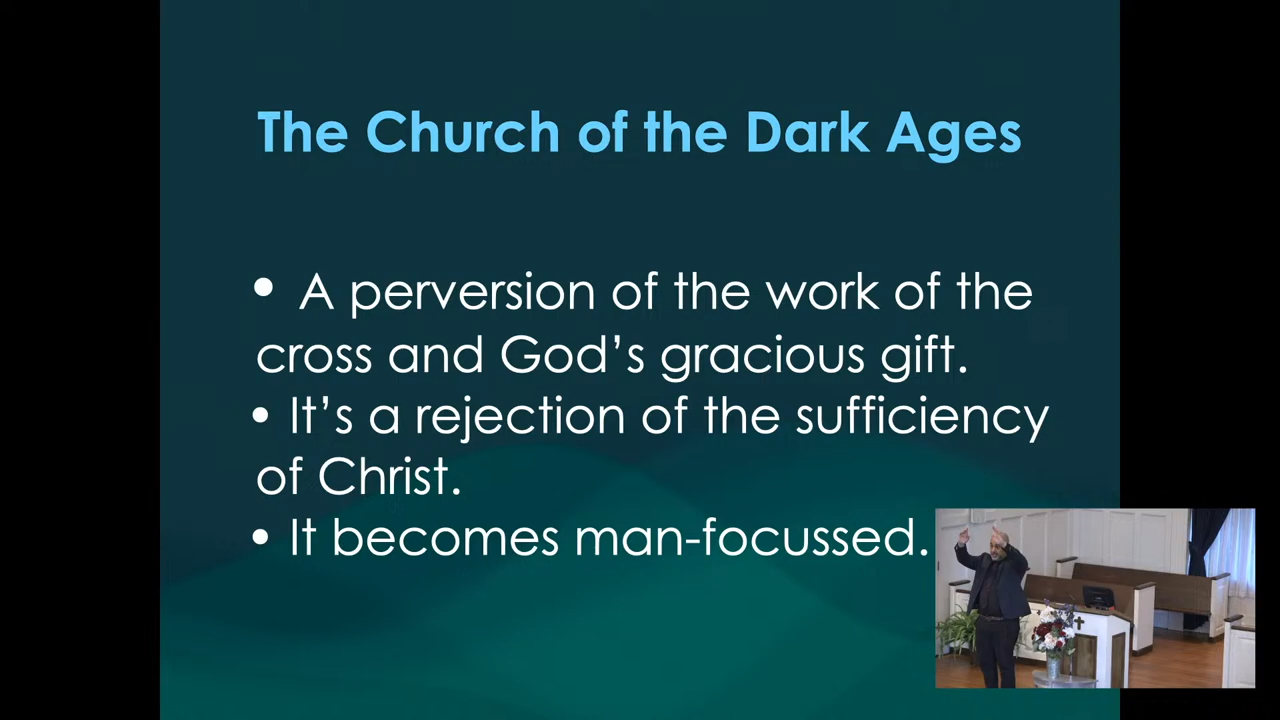 The Church of the Dark Ages
• A perversion of the work of the
cross and God’s gracious gift.
• It’s a rejection of the sufficiency
of Christ.
• It becomes man-focussed.